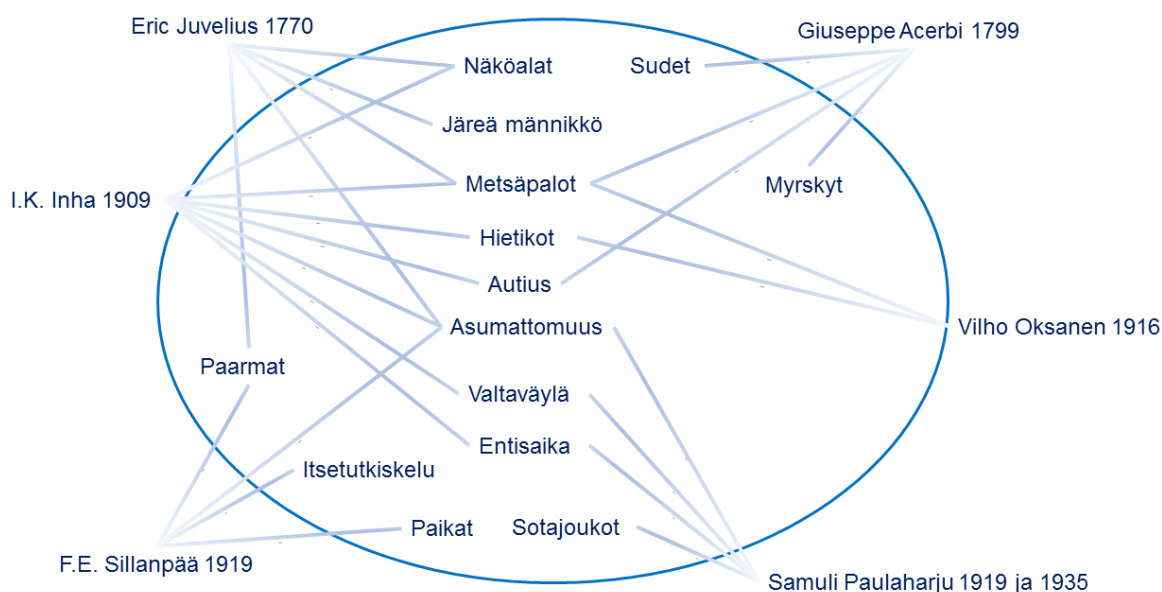 Eric Juvelius 1770
Giuseppe Acerbi 1799
Näköalat
Sudet
Järeä männikkö
Metsäpalot
Myrskyt
I.K. Inha 1909
Hietikot
Autius
Asumattomuus
Vilho Oksanen 1916
Paarmat
Valtaväylä
Entisaika
Itsetutkiskelu
Paikat
Sotajoukot
F.E. Sillanpää 1919
Samuli Paulaharju 1919 ja 1935